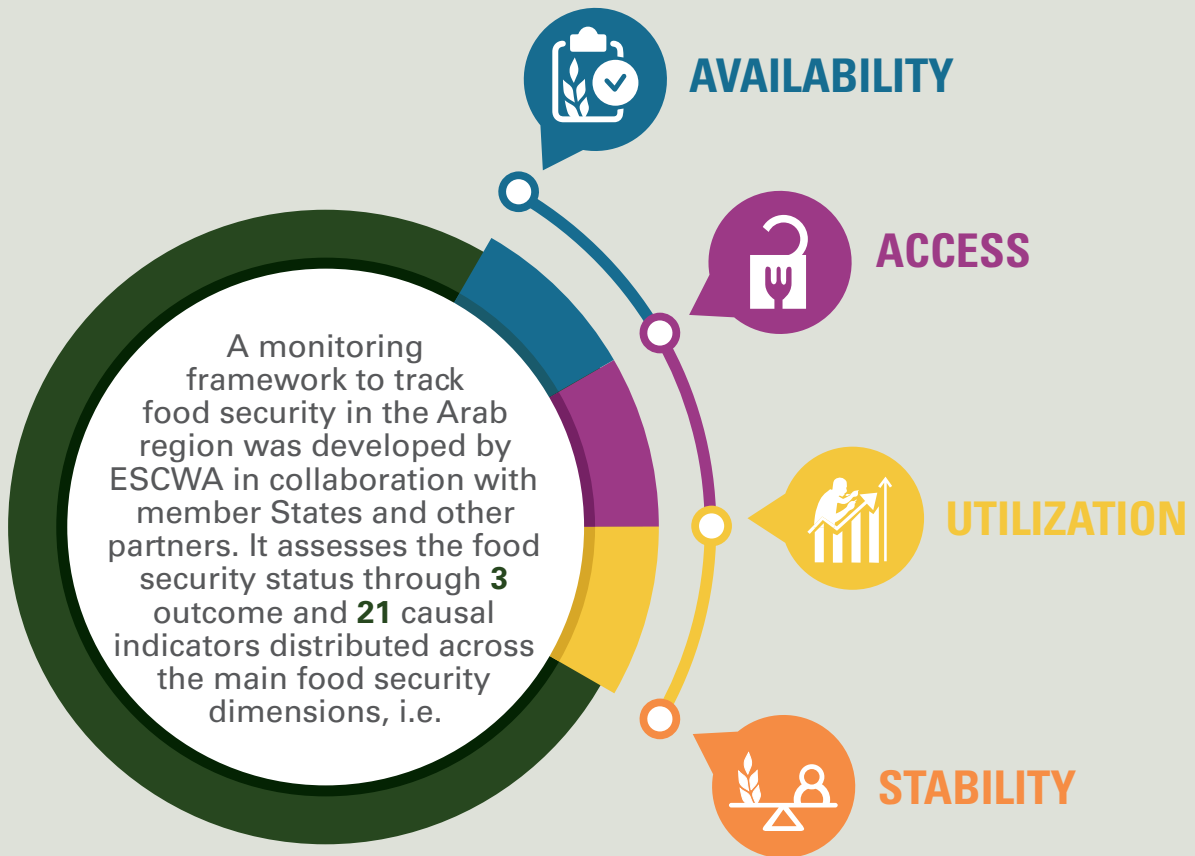 A monitoring
framework to track
food security in the Arab
region was developed by
ESCWA in collaboration with
member States and other
partners. It assesses the food
security status through 3
outcome and 21 causal
indicators distributed across
the main food security
dimensions, i.e.
AVAILABILITY
ACCESS
UTILIZATION
STABILITY